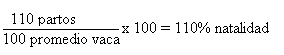 110 partos
100 promedio vaca x 100 = 110% natalidad